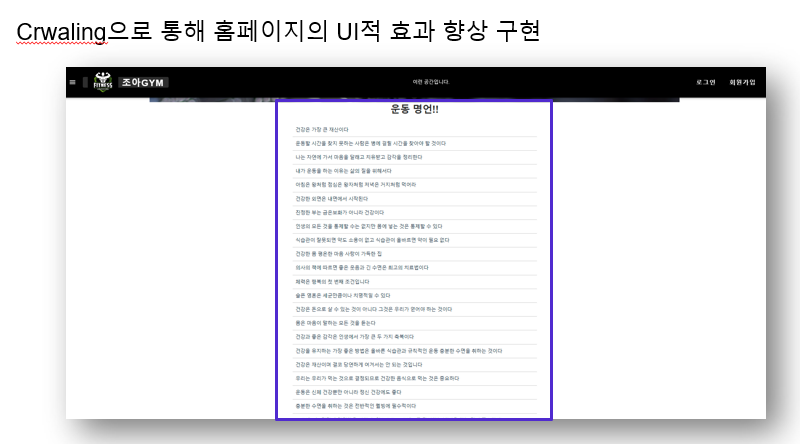 Crwaling으로 통해 홈페이지의 UI적 효과 향상 구현
FITNESS 조아GYM 이런 공간입니다. 로그인 회원가입
운동 명언!!
건강은 가장 큰 재산이다
운동할 시간을 찾지 못하는 사람은 병에 걸릴 시간을 찾아야 할 것이다
나는 자연에 가서 마음을 달래고 치유받고 감각을 정리한다
내가 운동을 하는 이유는 삶의 질을 위해서다
아침은 왕처럼 점심은 왕자처럼 저녁은 거지처럼 먹어라
건강한 외면은 내면에서 시작된다
진정한 부는 금은보화가 아니라 건강이다
인생의 모든 것을 통제할 수는 없지만 몸에 넣는 것은 통제할 수 있다
식습관이 잘못되면 약도 소용이 없고 식습관이 올바르면 약이 필요 없다
건강한 몸 평온한 마음 사랑이 가득한 집
의사의 책에 따르면 좋은 웃음과 긴 수면은 최고의 치료법이다
체력은 행복의 첫 번째 조건입니다
슬픈 영혼은 세균만큼이나 치명적일 수 있다
건강은 돈으로 살 수 있는 것이 아니다 그것은 우리가 얻어야 하는 것이다
몸은 마음이 말하는 모든 것을 듣는다
건강과 좋은 감각은 인생에서 가장 큰 두 가지 축복이다
건강을 유지하는 가장 좋은 방법은 올바른 식습관과 규칙적인 운동 충분한 수면을 취하는 것이다
건강은 재산이며 결코 당연하게 여겨서는 안 되는 것입니다
우리는 우리가 먹는 것으로 결정되므로 건강한 음식으로 먹는 것은 중요하다
운동은 신체 건강뿐만 아니라 정신 건강에도 좋다
충분한 수면을 취하는 것은 전반적인 웰빙에 필수적이다